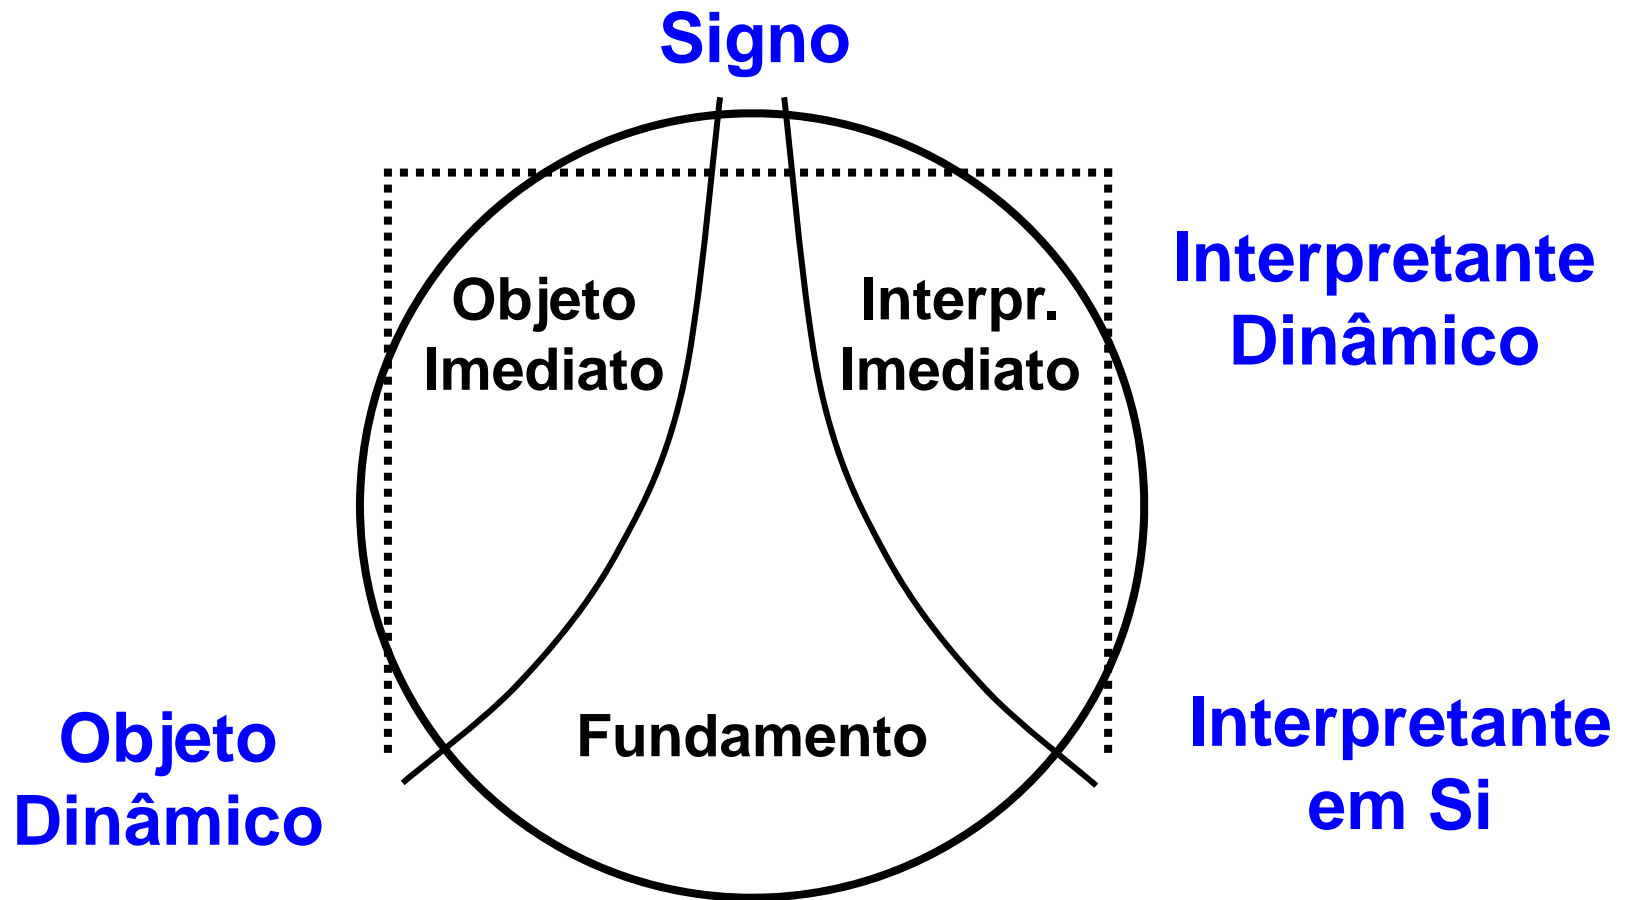 Signo
Objeto
Imediato
Interpr.
Imediato
Interpretante
Dinâmico
Fundamento
Objeto
Dinâmico
Interpretante
em Si